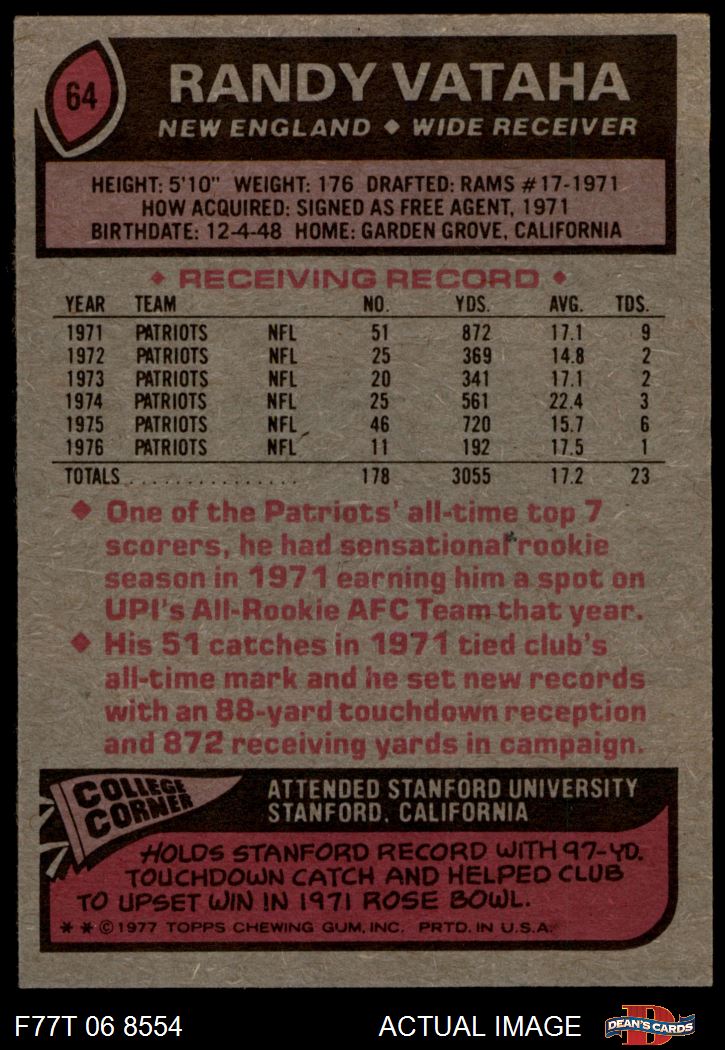 64
RANDY VATAHA
NEW ENGLAND ◆ WIDE RECEIVER
HEIGHT: 5'10" WEIGHT: 176 DRAFTED: RAMS #17-1971
HOW ACQUIRED: SIGNED AS FREE AGENT, 1971
BIRTHDATE: 12-4-48 HOME: GARDEN GROVE, CALIFORNIA
◆ RECEIVING RECORD ◆
YEAR TEAM NO. YDS. AVG. TDS.
1971 PATRIOTS NFL 51 872 17.1 9
1972 PATRIOTS NFL 25 369 14.8 2
1973 PATRIOTS NFL 20 341 17.1 2
1974 PATRIOTS NFL 25 561 22.4 3
1975 PATRIOTS NFL 46 720 15.7 6
1976 PATRIOTS NFL 11 192 17.5 1
TOTALS............... 178 3055 17.2 23
◆ One of the Patriots' all-time top 7
scorers, he had sensational rookie
season in 1971 earning him a spot on
UPI's All-Rookie AFC Team that year.
◆ His 51 catches in 1971 tied club's
all-time mark and he set new records
with an 88-yard touchdown reception
and 872 receiving yards in campaign.
COLLEGE
CORNER
ATTENDED STANFORD UNIVERSITY
STANFORD, CALIFORNIA
HOLDS STANFORD RECORD WITH 97-YD.
TOUCHDOWN CATCH AND HELPED CLUB
TO UPSET WIN IN 1971 ROSE BOWL.
* * © 1977 TOPPS CHEWING GUM, INC. PRTD. IN U.S.A.
F77T 06 8554 ACTUAL IMAGE
D
DEAN'S CARDS